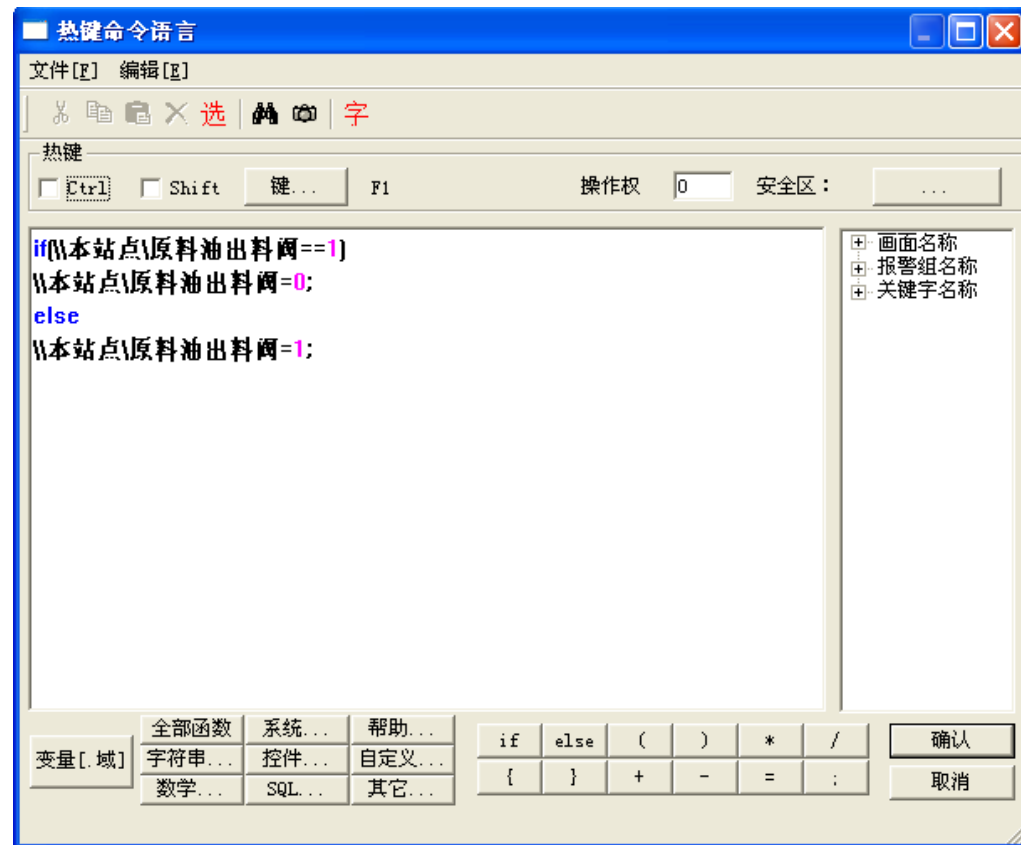 热键命令语言
文件[F] 编辑[E]
选 字
热键
Ctrl Shift 键... F1 操作权 0 安全区： ...
if(\\本站点\原料油出料阀==1)
\\本站点\原料油出料阀=0;
else
\\本站点\原料油出料阀=1;
画面名称
报警组名称
关键字名称
变量[.域]
全部函数 系统... 帮助...
字符串... 控件... 自定义...
数学... SQL... 其它...
if else ( ) * /
{ } + - = ;
确认
取消